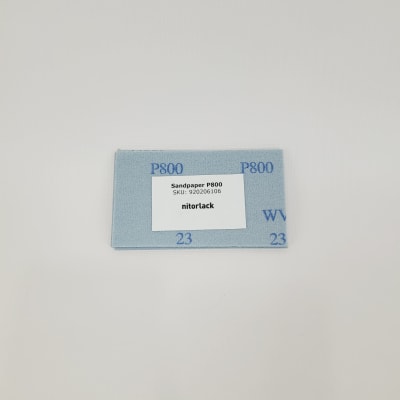 P800 P800
Sandpaper P800
SKU: 920206106
nitorlack
WV
23 23